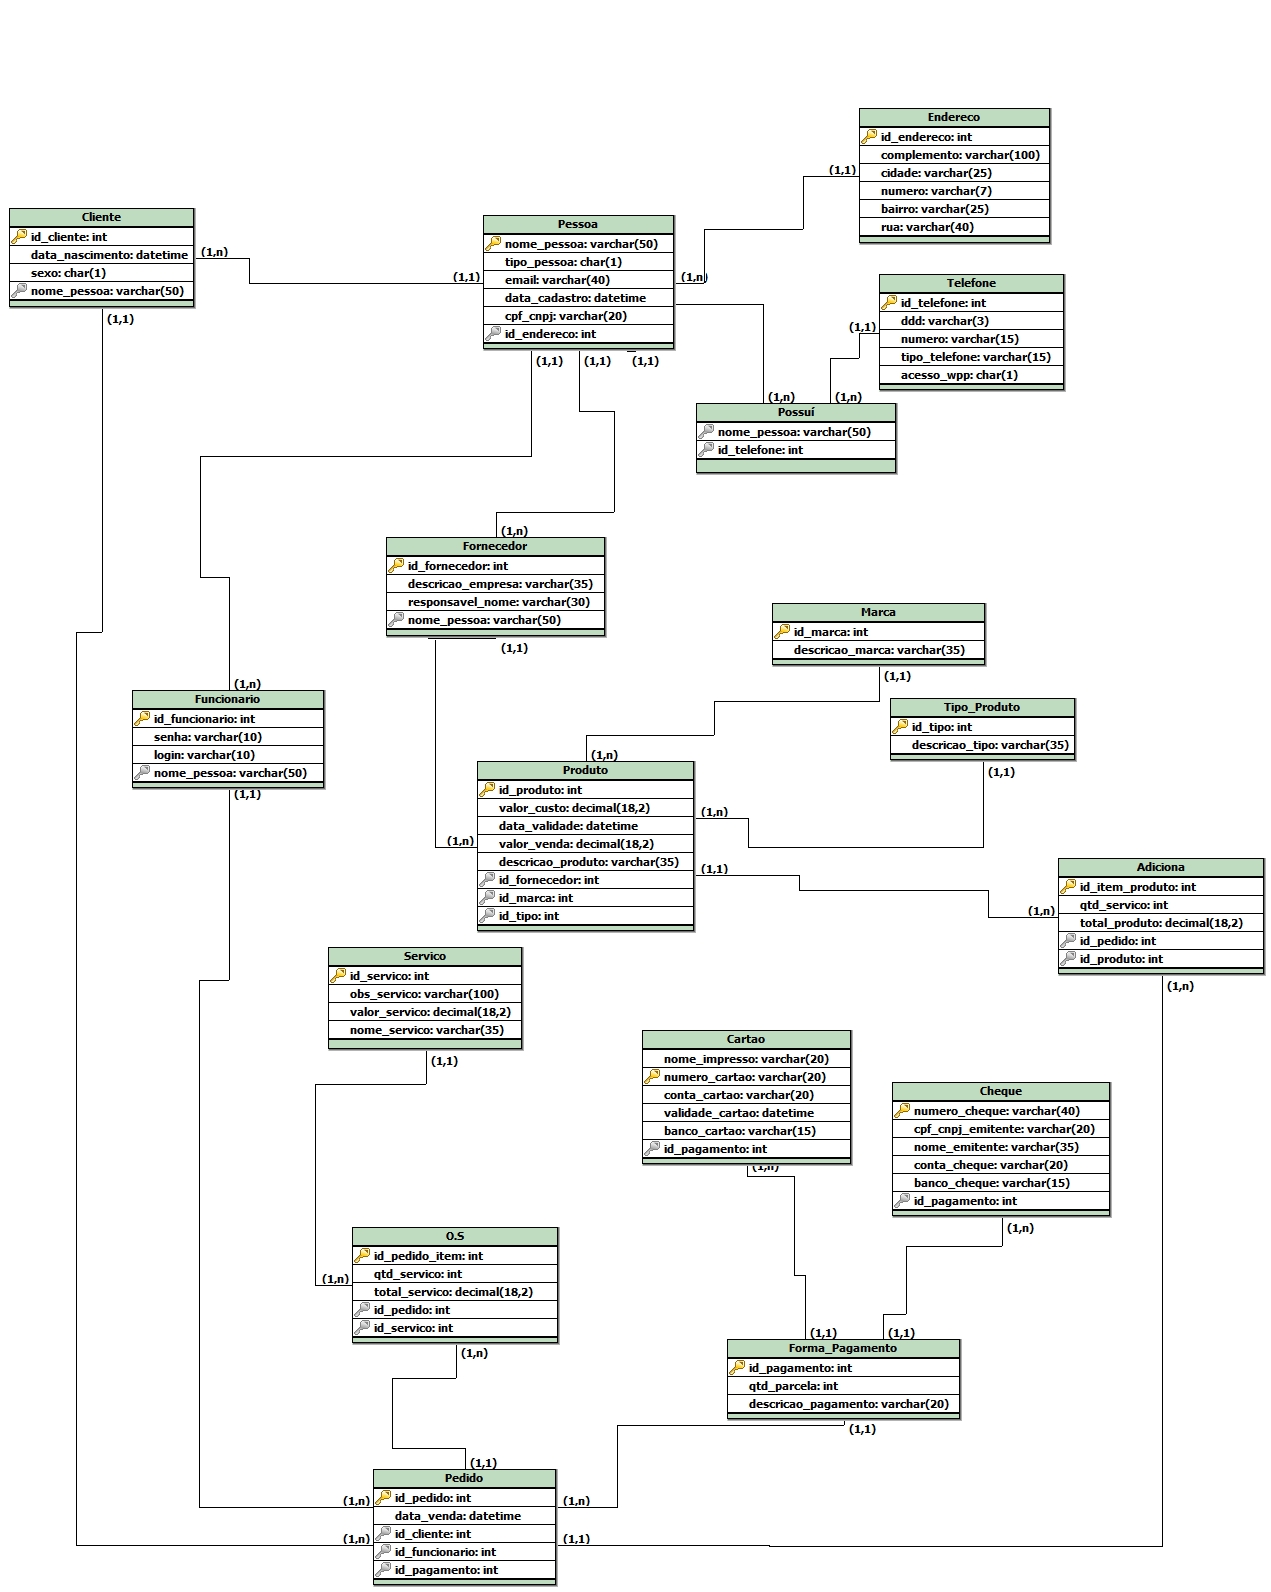 Endereco
id_endereco: int
complemento: varchar(100)
cidade: varchar(25)
numero: varchar(7)
bairro: varchar(25)
rua: varchar(40)
(1,1)
(1,n)
Cliente
id_cliente: int
data_nascimento: datetime
sexo: char(1)
nome_pessoa: varchar(50)
(1,n)
(1,1)
(1,1)
Pessoa
nome_pessoa: varchar(50)
tipo_pessoa: char(1)
email: varchar(40)
data_cadastro: datetime
cpf_cnpj: varchar(20)
id_endereco: int
(1,1)
(1,1)
(1,1)
Telefone
id_telefone: int
ddd: varchar(3)
numero: varchar(15)
tipo_telefone: varchar(15)
acesso_wpp: char(1)
(1,1)
(1,n)
(1,n)
Possuí
nome_pessoa: varchar(50)
id_telefone: int
(1,n)
Fornecedor
id_fornecedor: int
descricao_empresa: varchar(35)
responsavel_nome: varchar(30)
nome_pessoa: varchar(50)
(1,1)
Marca
id_marca: int
descricao_marca: varchar(35)
(1,1)
(1,n)
Funcionario
id_funcionario: int
senha: varchar(10)
login: varchar(10)
nome_pessoa: varchar(50)
(1,1)
Tipo_Produto
id_tipo: int
descricao_tipo: varchar(35)
(1,1)
(1,n)
Produto
id_produto: int
valor_custo: decimal(18,2)
data_validade: datetime
valor_venda: decimal(18,2)
descricao_produto: varchar(35)
id_fornecedor: int
id_marca: int
id_tipo: int
(1,n)
(1,n)
(1,1)
Adiciona
id_item_produto: int
qtd_servico: int
total_produto: decimal(18,2)
id_pedido: int
id_produto: int
(1,n)
(1,n)
Servico
id_servico: int
obs_servico: varchar(100)
valor_servico: decimal(18,2)
nome_servico: varchar(35)
(1,1)
Cartao
nome_impresso: varchar(20)
numero_cartao: varchar(20)
conta_cartao: varchar(20)
validade_cartao: datetime
banco_cartao: varchar(15)
id_pagamento: int
(1,n)
Cheque
numero_cheque: varchar(40)
cpf_cnpj_emitente: varchar(20)
nome_emitente: varchar(35)
conta_cheque: varchar(20)
banco_cheque: varchar(15)
id_pagamento: int
(1,n)
O.S
id_pedido_item: int
qtd_servico: int
total_servico: decimal(18,2)
id_pedido: int
id_servico: int
(1,n)
(1,n)
(1,1)
(1,1)
Forma_Pagamento
id_pagamento: int
qtd_parcela: int
descricao_pagamento: varchar(20)
(1,1)
(1,1)
Pedido
id_pedido: int
data_venda: datetime
id_cliente: int
id_funcionario: int
id_pagamento: int
(1,n)
(1,n)
(1,n)
(1,1)